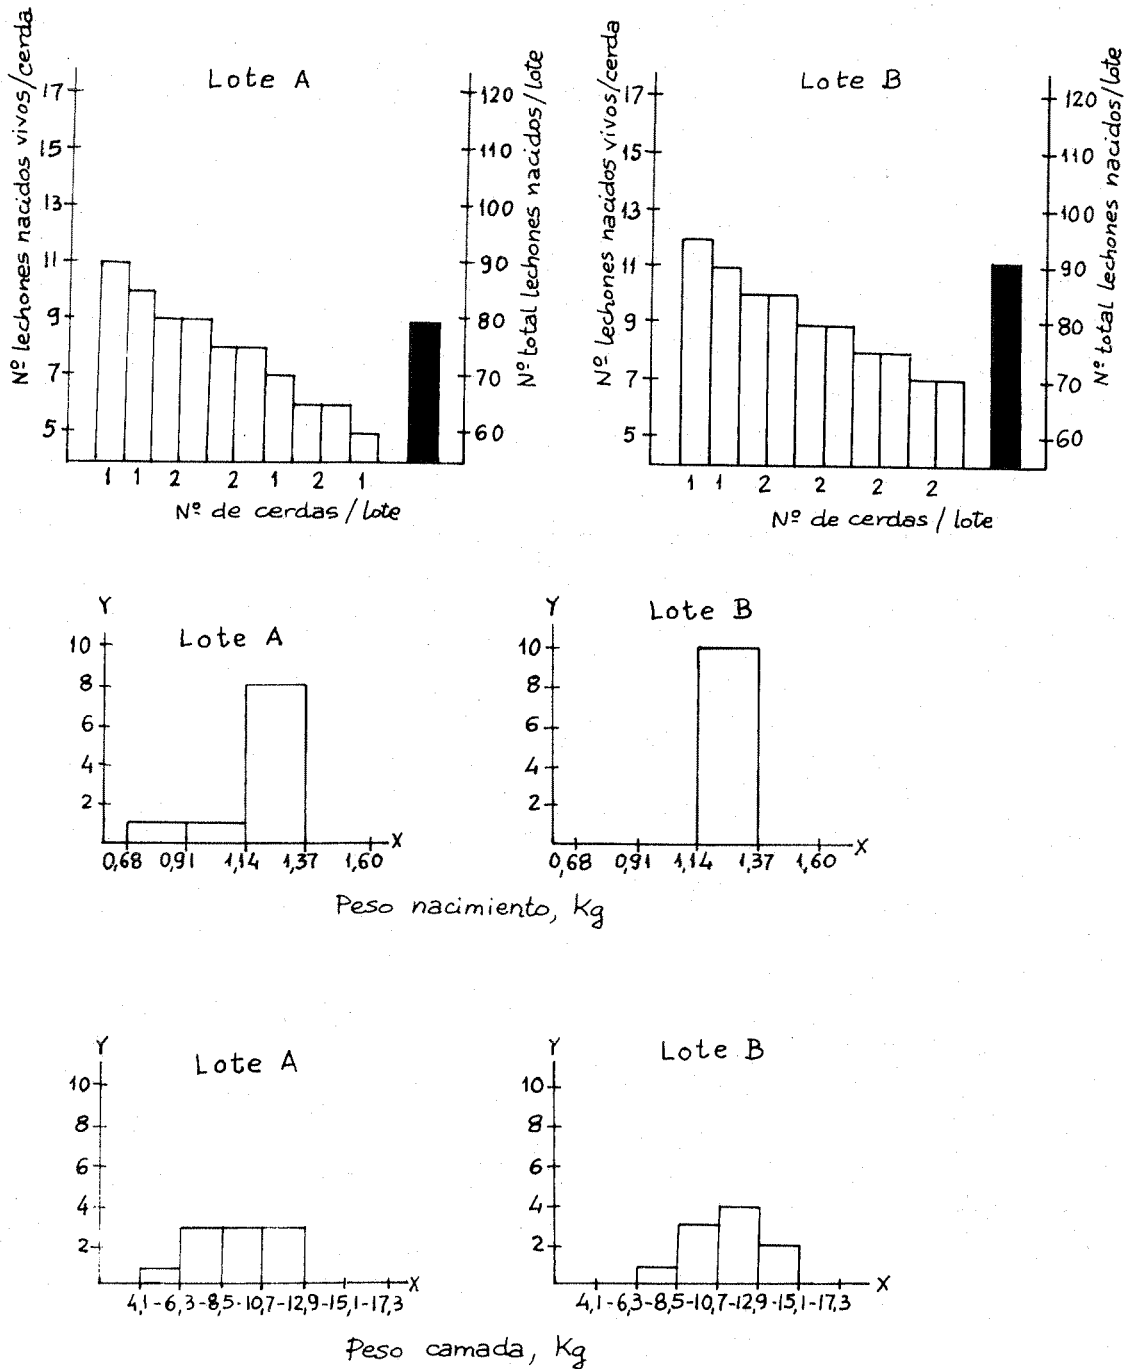 Lote A
Nº lechones nacidos vivos/cerda
17
15
13
11
9
7
5
Nº total lechones nacidos/lote
120
110
100
90
80
70
60
1 1 2 2 1 2 1
Nº de cerdas / lote
Lote B
Nº lechones nacidos vivos/cerda
17
15
13
11
9
7
5
Nº total lechones nacidos/lote
120
110
100
90
80
70
60
1 1 2 2 2 2
Nº de cerdas / lote
Lote A
Y
10
8
6
4
2
X
0,68 0,91 1,14 1,37 1,60
Lote B
Y
10
8
6
4
2
X
0,68 0,91 1,14 1,37 1,60
Peso nacimiento, Kg
Lote A
Y
10
8
6
4
2
X
4,1-6,3-8,5-10,7-12,9-15,1-17,3
Lote B
Y
10
8
6
4
2
X
4,1-6,3-8,5-10,7-12,9-15,1-17,3
Peso camada, Kg